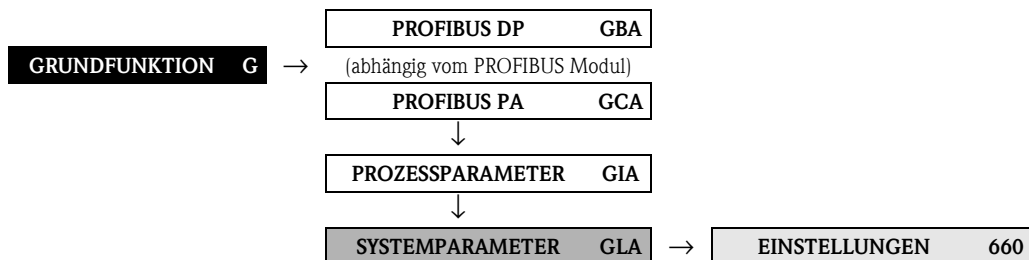 PROFIBUS DP GBA
GRUNDFUNKTION G → (abhängig vom PROFIBUS Modul)
PROFIBUS PA GCA
↓
PROZESSPARAMETER GIA
↓
SYSTEMPARAMETER GLA → EINSTELLUNGEN 660